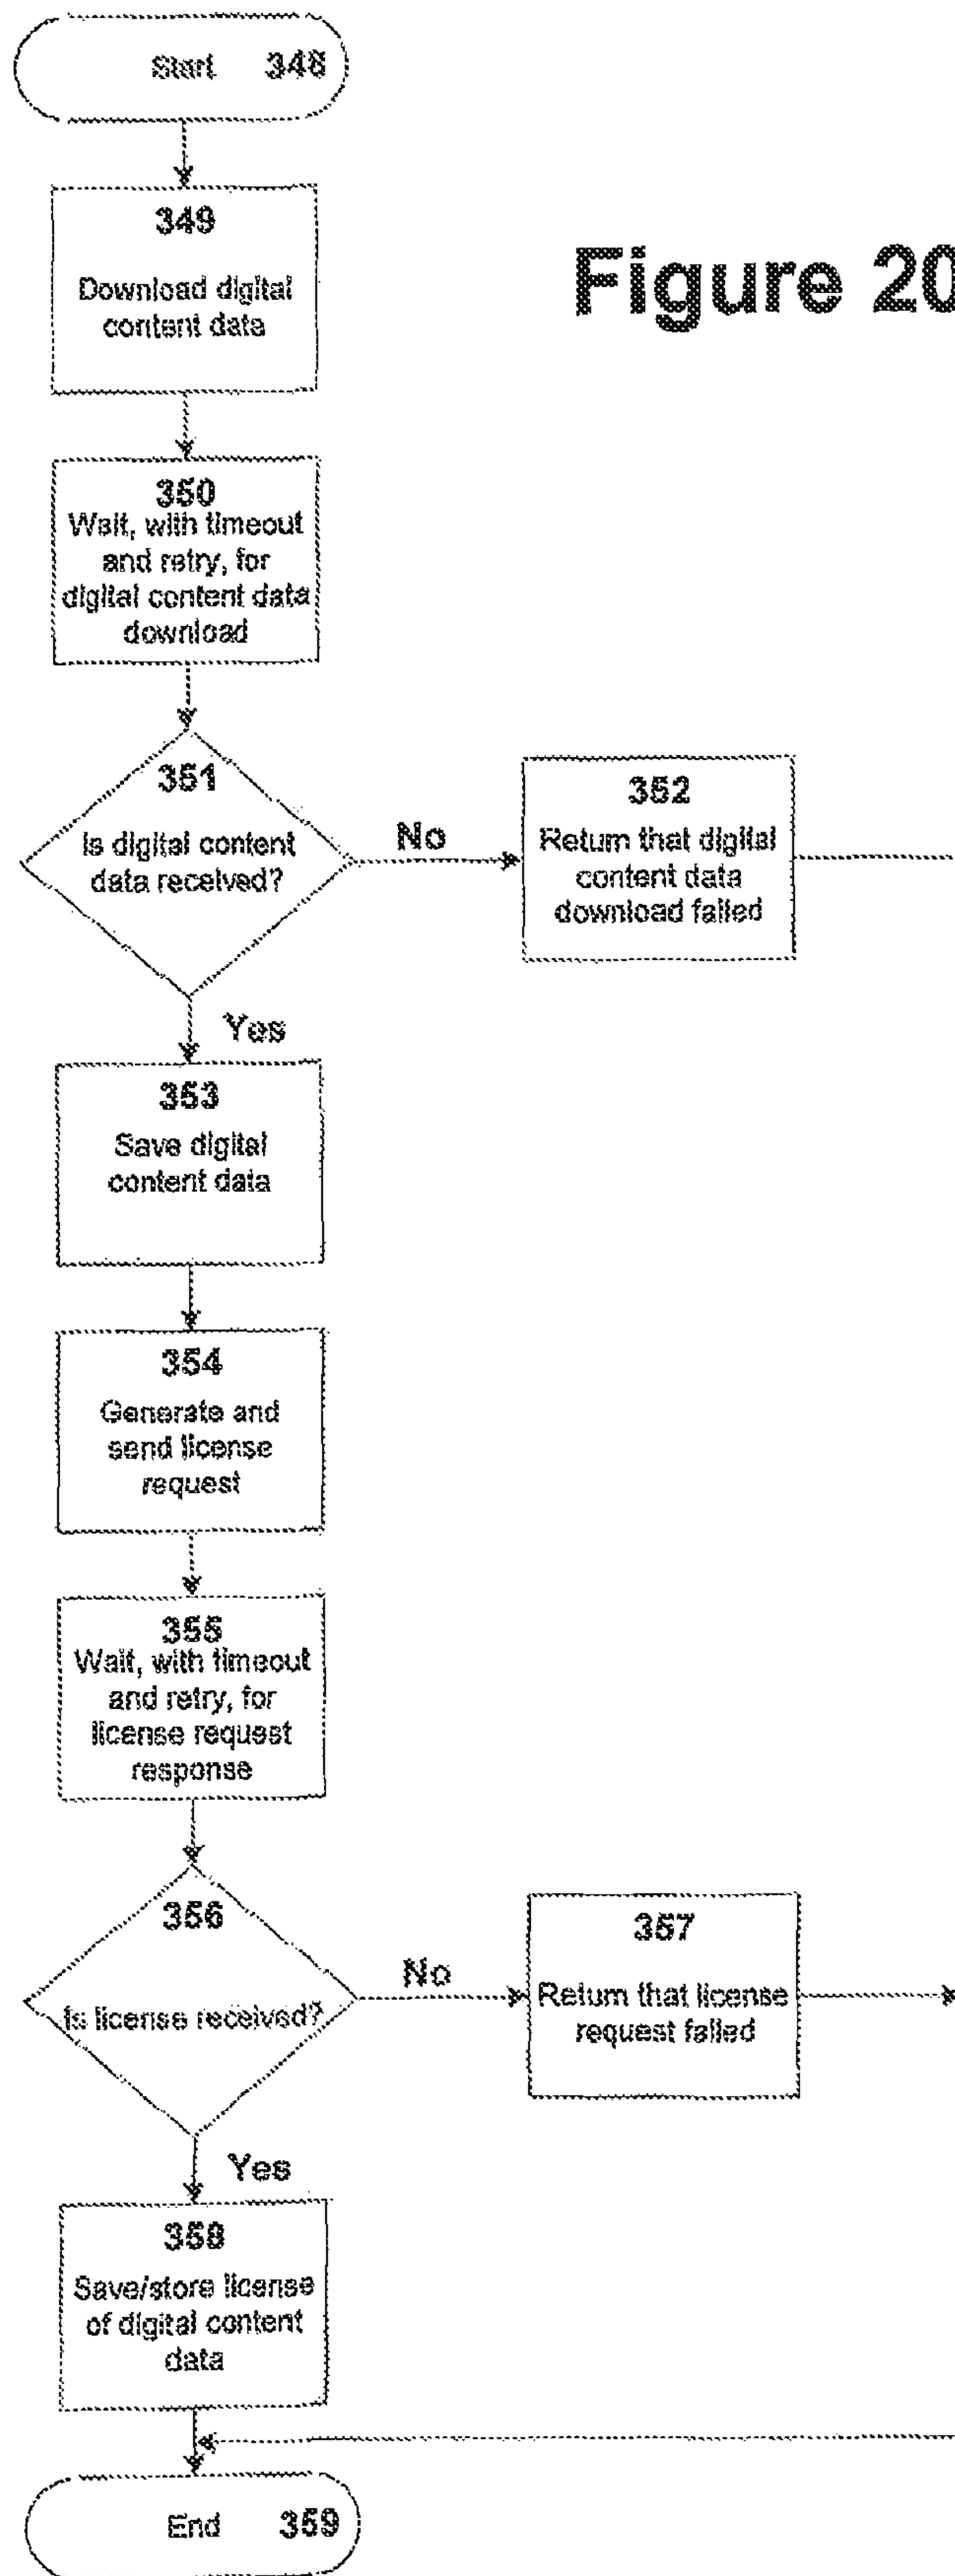 Start 348
349
Download digital
content data
Figure 20
350
Wait, with timeout
and retry, for
digital content data
download
351
Is digital content
data received?
No
352
Return that digital
content data
download failed
Yes
353
Save digital
content data
354
Generate and
send license
request
355
Wait, with timeout
and retry, for
license request
response
356
Is license received?
No
357
Return that license
request failed
Yes
358
Save/store license
of digital content
data
End 359